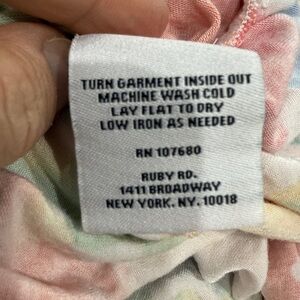 TURN GARMENT INSIDE OUT
MACHINE WASH COLD
LAY FLAT TO DRY
LOW IRON AS NEEDED
RN 107680
RUBY RD.
1411 BROADWAY
NEW YORK, NY, 10018